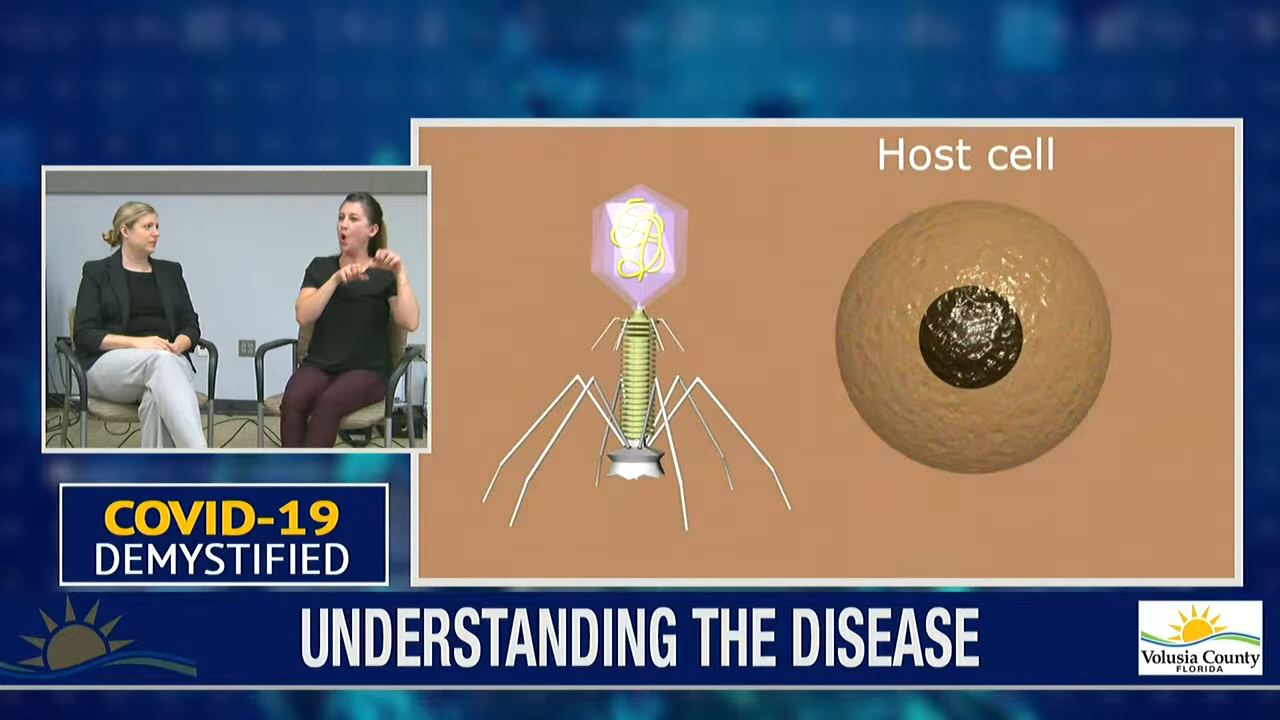 Host cell
COVID-19
DEMYSTIFIED
UNDERSTANDING THE DISEASE
Volusia County
FLORIDA